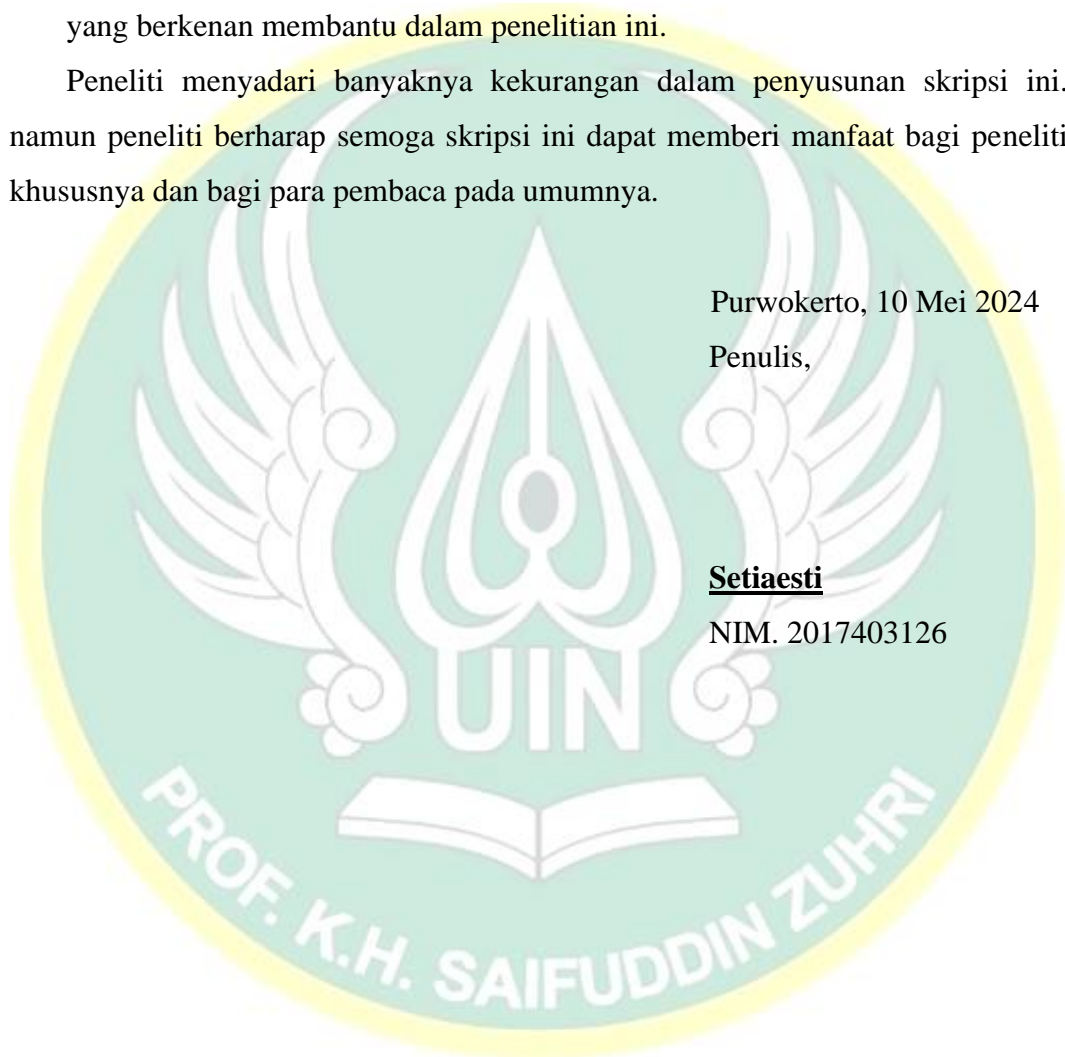 yang berkenan membantu dalam penelitian ini.
Peneliti menyadari banyaknya kekurangan dalam penyusunan skripsi ini.
namun peneliti berharap semoga skripsi ini dapat memberi manfaat bagi peneliti
khususnya dan bagi para pembaca pada umumnya.
Purwokerto, 10 Mei 2024
Penulis,
Setiaesti
NIM. 2017403126
UIN
PROF. K.H. SAIFUDDIN ZUHRI